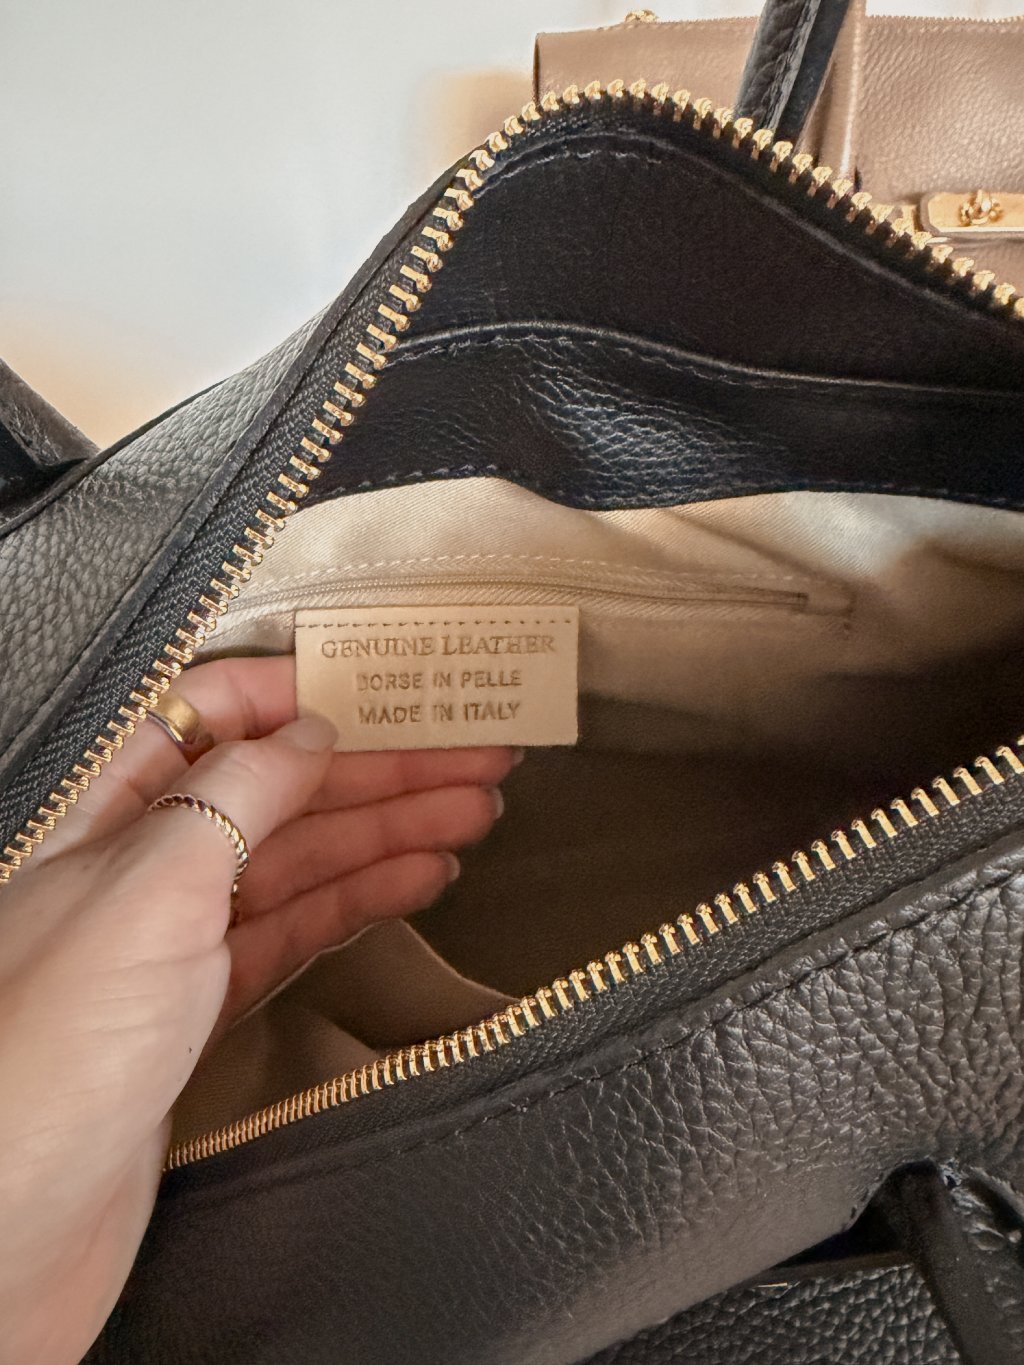 GENUINE LEATHER
BORSE IN PELLE
MADE IN ITALY